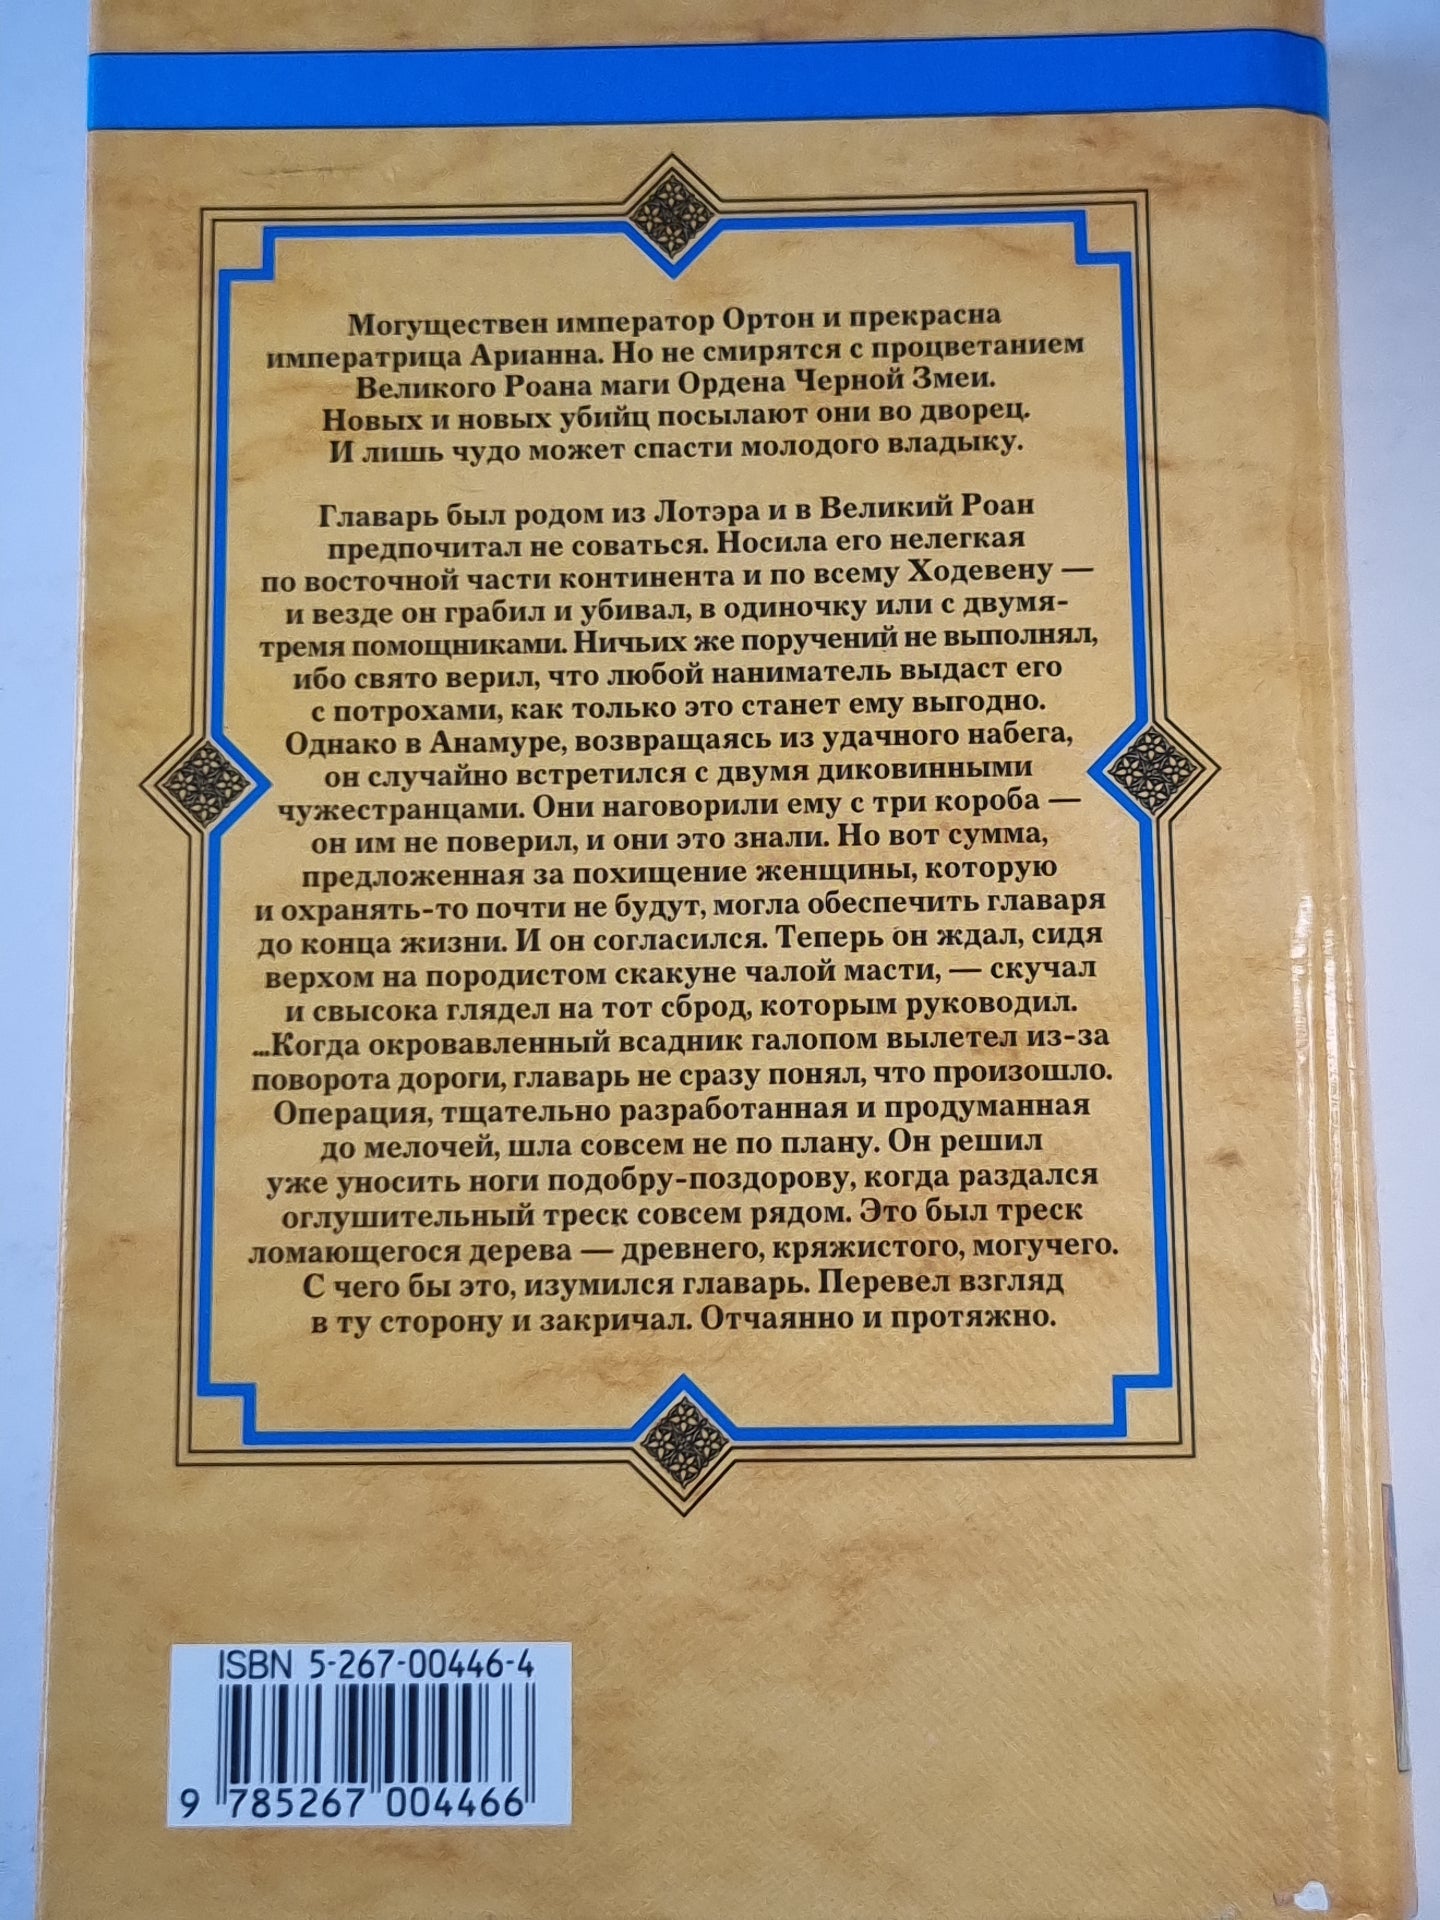 Могуществен император Ортон и прекрасна
императрица Арианна. Но не смирятся с процветанием
Великого Роана маги Ордена Черной Змеи.
Новых и новых убийц посылают они во дворец.
И лишь чудо может спасти молодого владыку.
Главарь был родом из Лотэра и в Великий Роан
предпочитал не соваться. Носила его нелегкая
по восточной части континента и по всему Ходевену —
и везде он грабил и убивал, в одиночку или с двумя-
тремя помощниками. Ничьих же поручений не выполнял,
ибо свято верил, что любой наниматель выдаст его
с потрохами, как только это станет ему выгодно.
Однако в Анамуре, возвращаясь из удачного набега,
он случайно встретился с двумя диковинными
чужестранцами. Они наговорили ему с три короба —
он им не поверил, и они это знали. Но вот сумма,
предложенная за похищение женщины, которую
и охранять-то почти не будут, могла обеспечить главаря
до конца жизни. И он согласился. Теперь он ждал, сидя
верхом на породистом скакуне чалой масти, — скучал
и свысока глядел на тот сброд, которым руководил.
...Когда окровавленный всадник галопом вылетел из-за
поворота дороги, главарь не сразу понял, что произошло.
Операция, тщательно разработанная и продуманная
до мелочей, шла совсем не по плану. Он решил
уже уносить ноги подобру-поздорову, когда раздался
оглушительный треск совсем рядом. Это был треск
ломающегося дерева — древнего, кряжистого, могучего.
С чего бы это, изумился главарь. Перевел взгляд
в ту сторону и закричал. Отчаянно и протяжно.
ISBN 5-267-00446-4
9 785267 004466